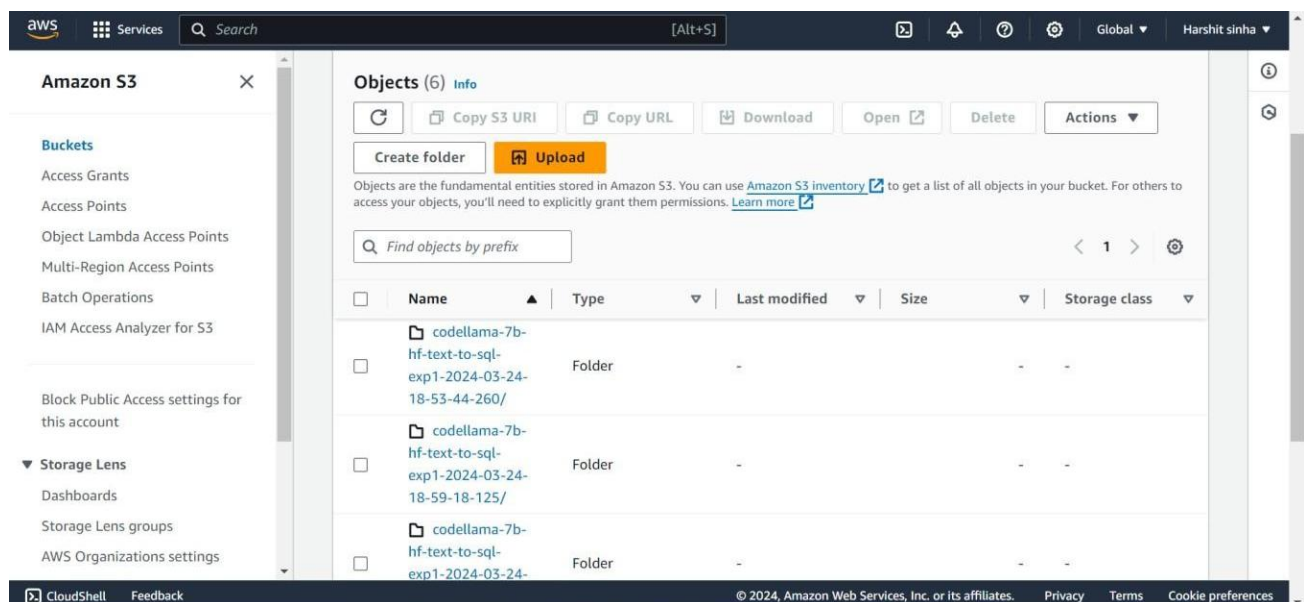 aws
Services
Search
[Alt+S]
Global
Harshit sinha
Amazon S3
Buckets
Access Grants
Access Points
Object Lambda Access Points
Multi-Region Access Points
Batch Operations
IAM Access Analyzer for S3
Block Public Access settings for
this account
Storage Lens
Dashboards
Storage Lens groups
AWS Organizations settings
Objects (6) Info
Copy S3 URI
Copy URL
Download
Open
Delete
Actions
Create folder
Upload
Objects are the fundamental entities stored in Amazon S3. You can use Amazon S3 inventory to get a list of all objects in your bucket. For others to
access your objects, you'll need to explicitly grant them permissions. Learn more
Find objects by prefix
1
Name
Type
Last modified
Size
Storage class
codellama-7b-
hf-text-to-sql-
exp1-2024-03-24-
18-53-44-260/
Folder
-
-
-
codellama-7b-
hf-text-to-sql-
exp1-2024-03-24-
18-59-18-125/
Folder
-
-
-
codellama-7b-
hf-text-to-sql-
exp1-2024-03-24-
Folder
-
-
-
CloudShell
Feedback
© 2024, Amazon Web Services, Inc. or its affiliates.
Privacy
Terms
Cookie preferences